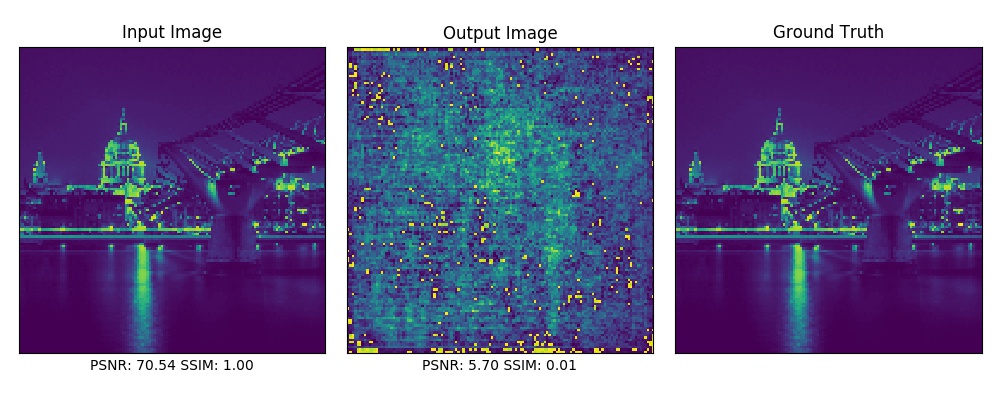 Input Image
Output Image
Ground Truth
PSNR: 70.54 SSIM: 1.00
PSNR: 5.70 SSIM: 0.01